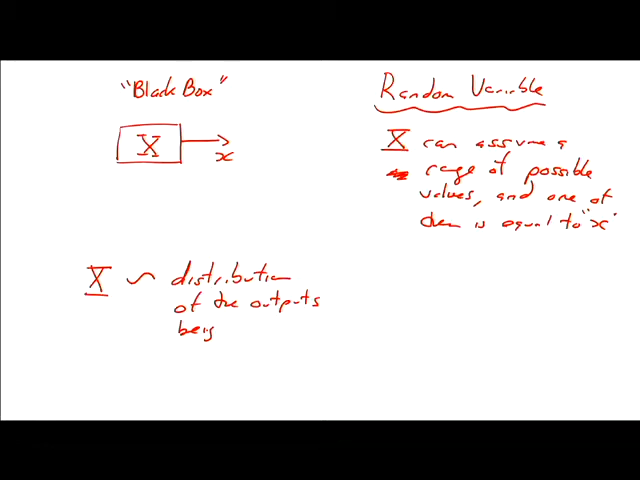 "Black Box"
X
x
Random Variable
X can assume a
range of possible
values, and one of
them is equal to "x"
X ~ distribution
of the outputs
being